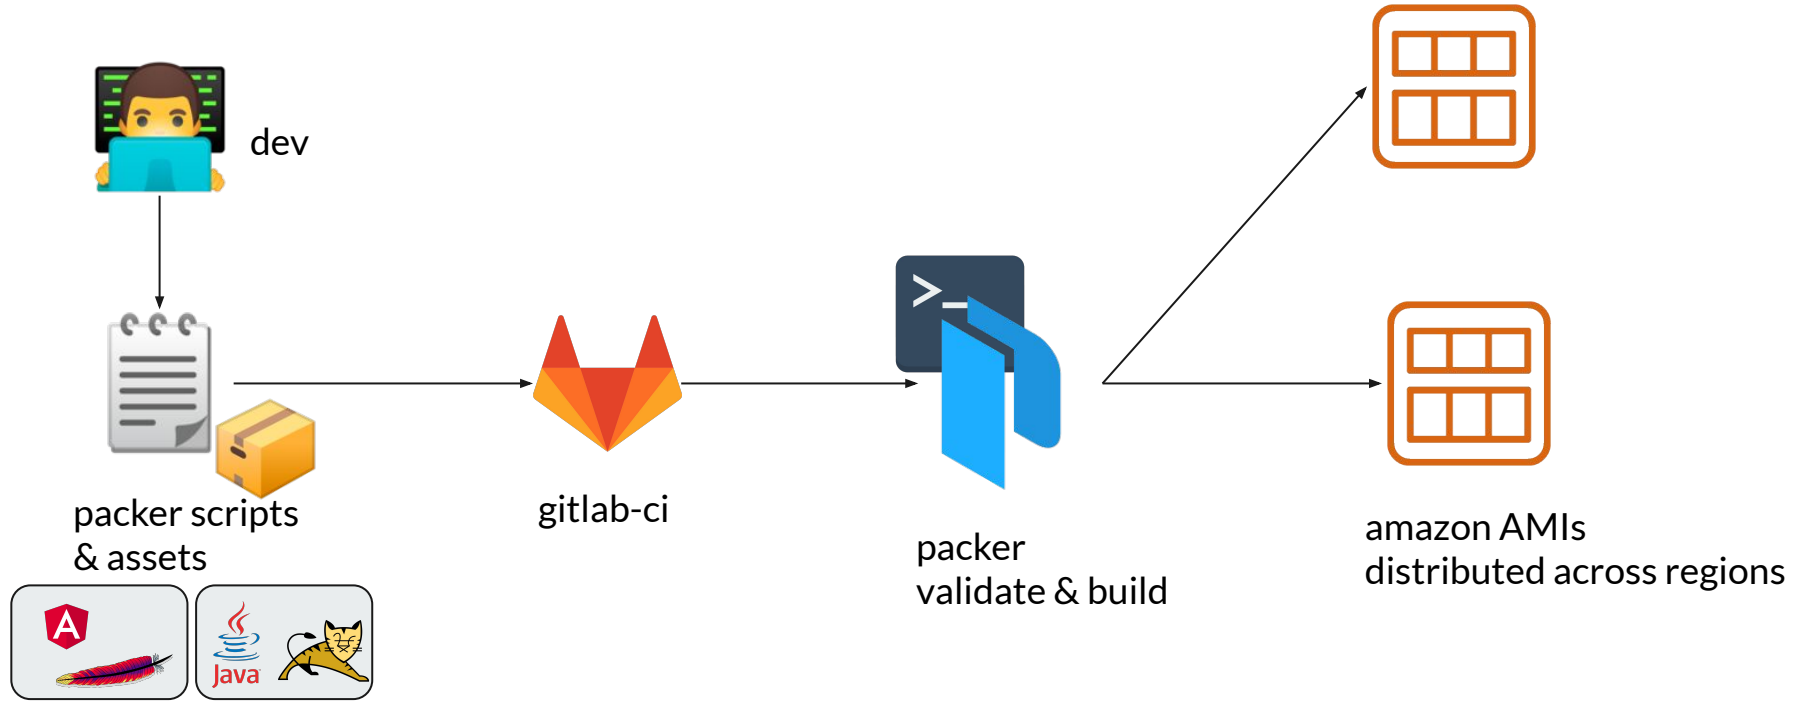 dev
packer scripts
& assets
gitlab-ci
>_
packer
validate & build
amazon AMIs
distributed across regions
A
Java